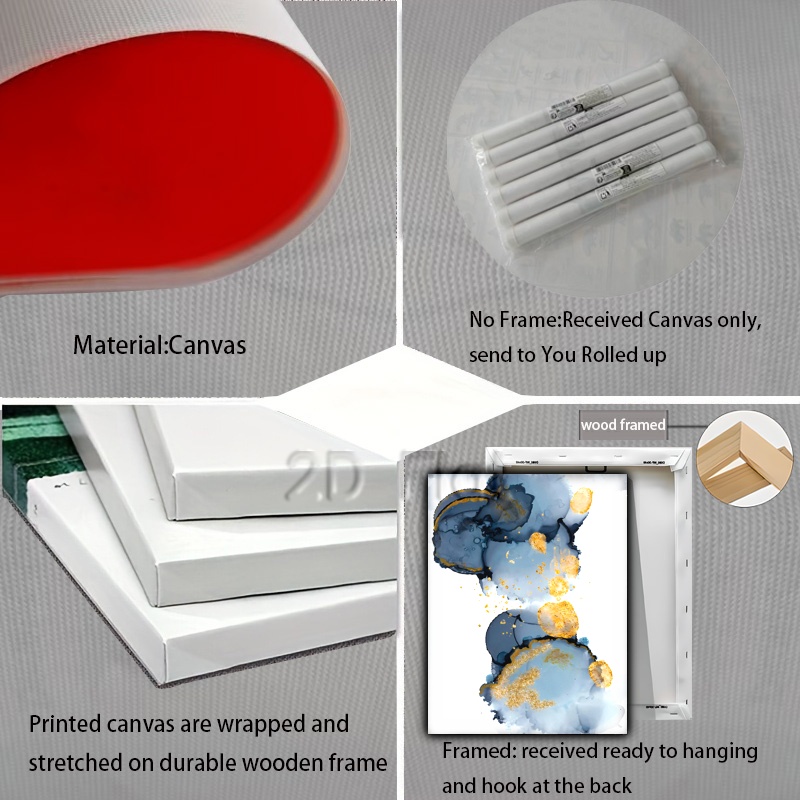 Material:Canvas
No Frame:Received Canvas only,
send to You Rolled up
wood framed
2D
Printed canvas are wrapped and
stretched on durable wooden frame
Framed: received ready to hanging
and hook at the back